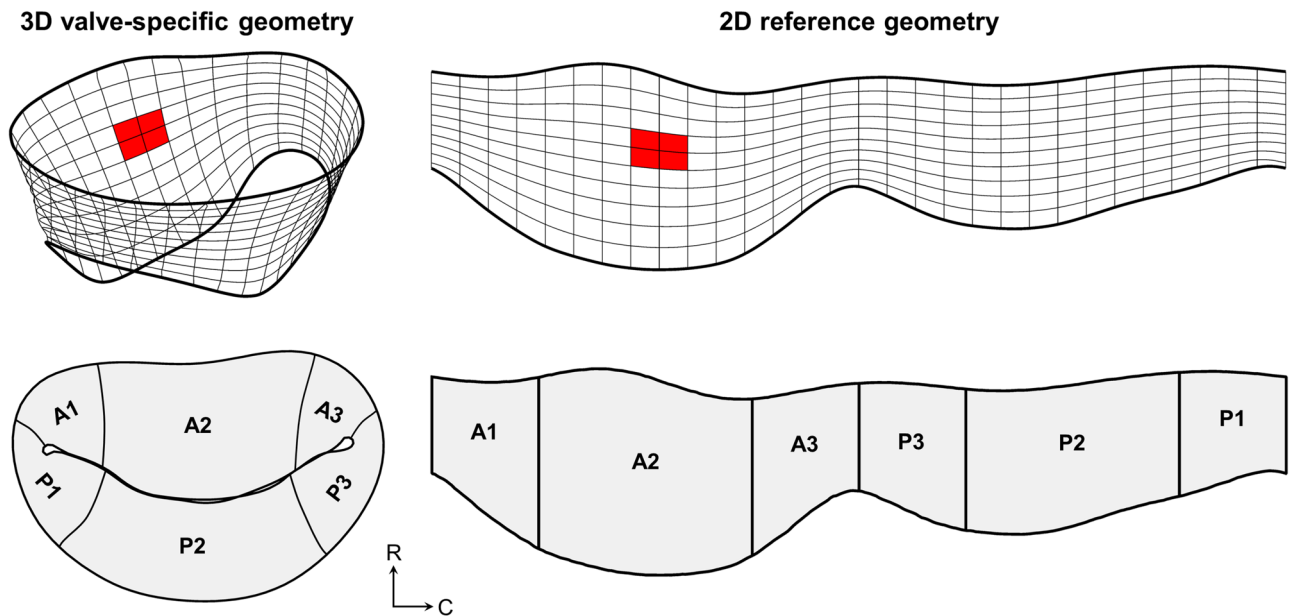 3D valve-specific geometry
2D reference geometry
A1
A2
A3
P1
P2
P3
R
C
A1
A2
A3
P3
P2
P1